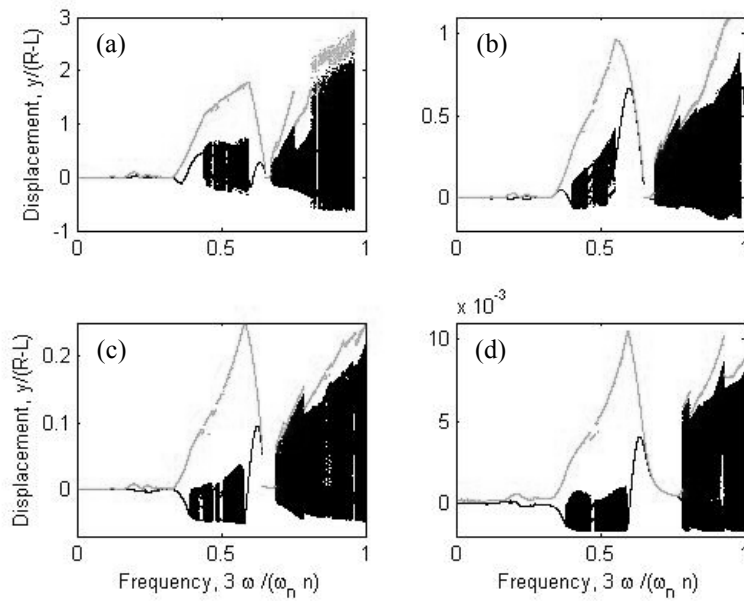 3
(a)
2
1
0
-1
Displacement, y/(R-L)
0
0.5
1
1
(b)
0.5
0
0
0.5
1
0.2
(c)
0.1
0
Displacement, y/(R-L)
0
0.5
1
Frequency, 3 ω /(ω_n n)
x 10^-3
10
(d)
5
0
0
0.5
1
Frequency, 3 ω /(ω_n n)